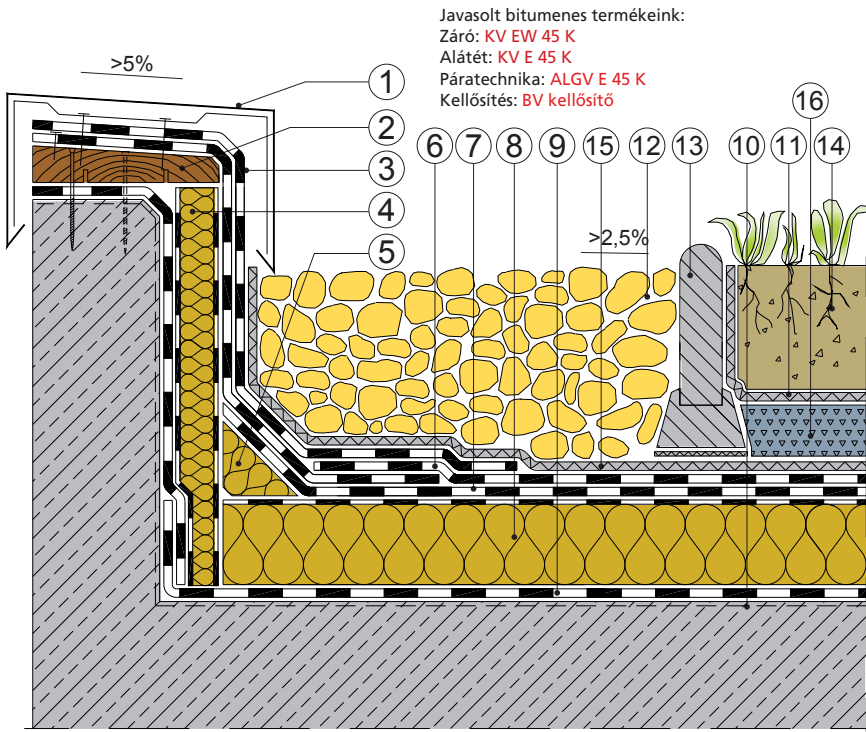 Javasolt bitumenes termékeink:
Záró: KV EW 45 K
Alátét: KV E 45 K
Páratechnika: ALGV E 45 K
Kellősítés: BV kellősítő
>5%
1
16
2
6 7 8 9 15 12 13 10 11 14
3
4
>2,5%
5